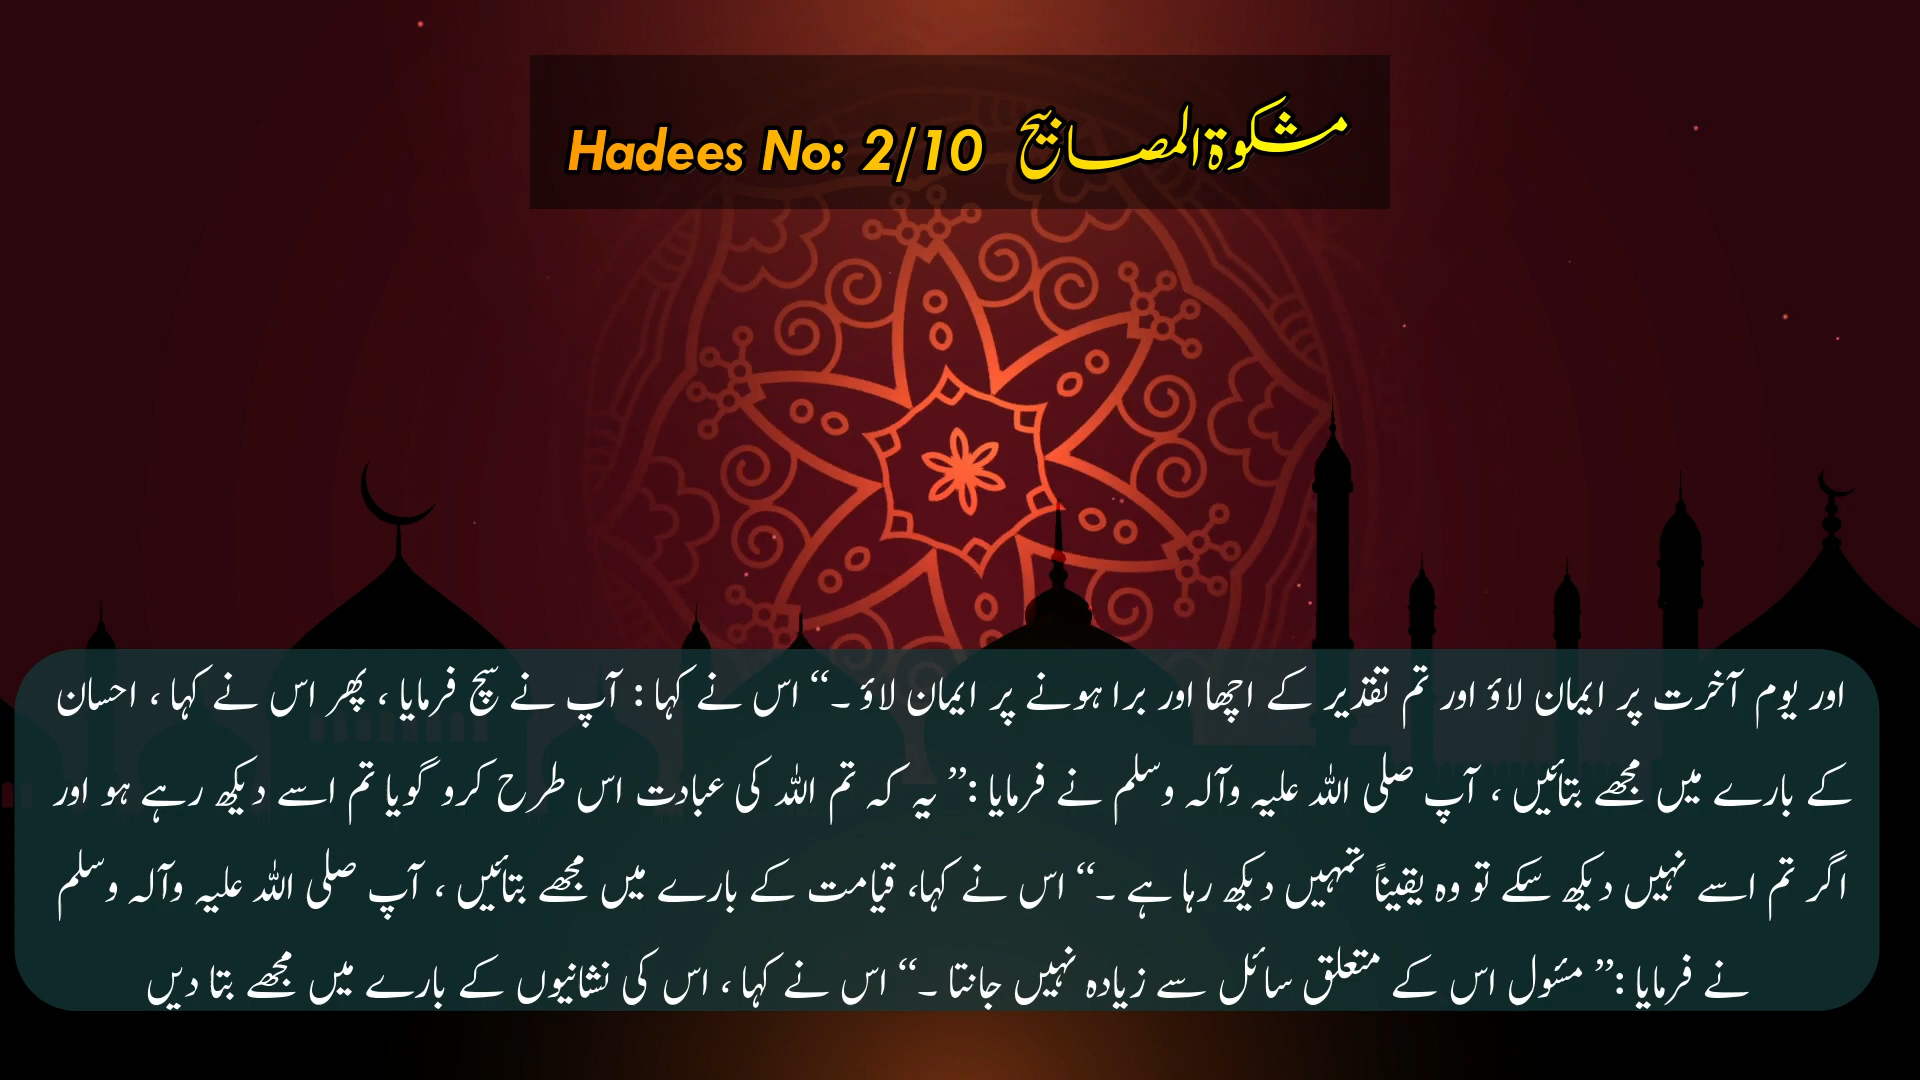 Hadees No: 2/10 مشکوۃالمصابیح
اور یوم آخرت پر ایمان لاؤ اور تم تقدیر کے اچھا اور برا ہونے پر ایمان لاؤ ۔‘‘ اس نے کہا : آپ نے سچ فرمایا ، پھر اس نے کہا ، احسان
کے بارے میں مجھے بتائیں ، آپ صلی اللہ علیہ وآلہ وسلم نے فرمایا :’’ یہ کہ تم اللہ کی عبادت اس طرح کرو گویا تم اسے دیکھ رہے ہو اور
اگر تم اسے نہیں دیکھ سکے تو وہ یقیناً تمہیں دیکھ رہا ہے ۔‘‘ اس نے کہا، قیامت کے بارے میں مجھے بتائیں ، آپ صلی اللہ علیہ وآلہ وسلم
نے فرمایا :’’ مسٔول اس کے متعلق سائل سے زیادہ نہیں جانتا ۔‘‘ اس نے کہا ، اس کی نشانیوں کے بارے میں مجھے بتا دیں